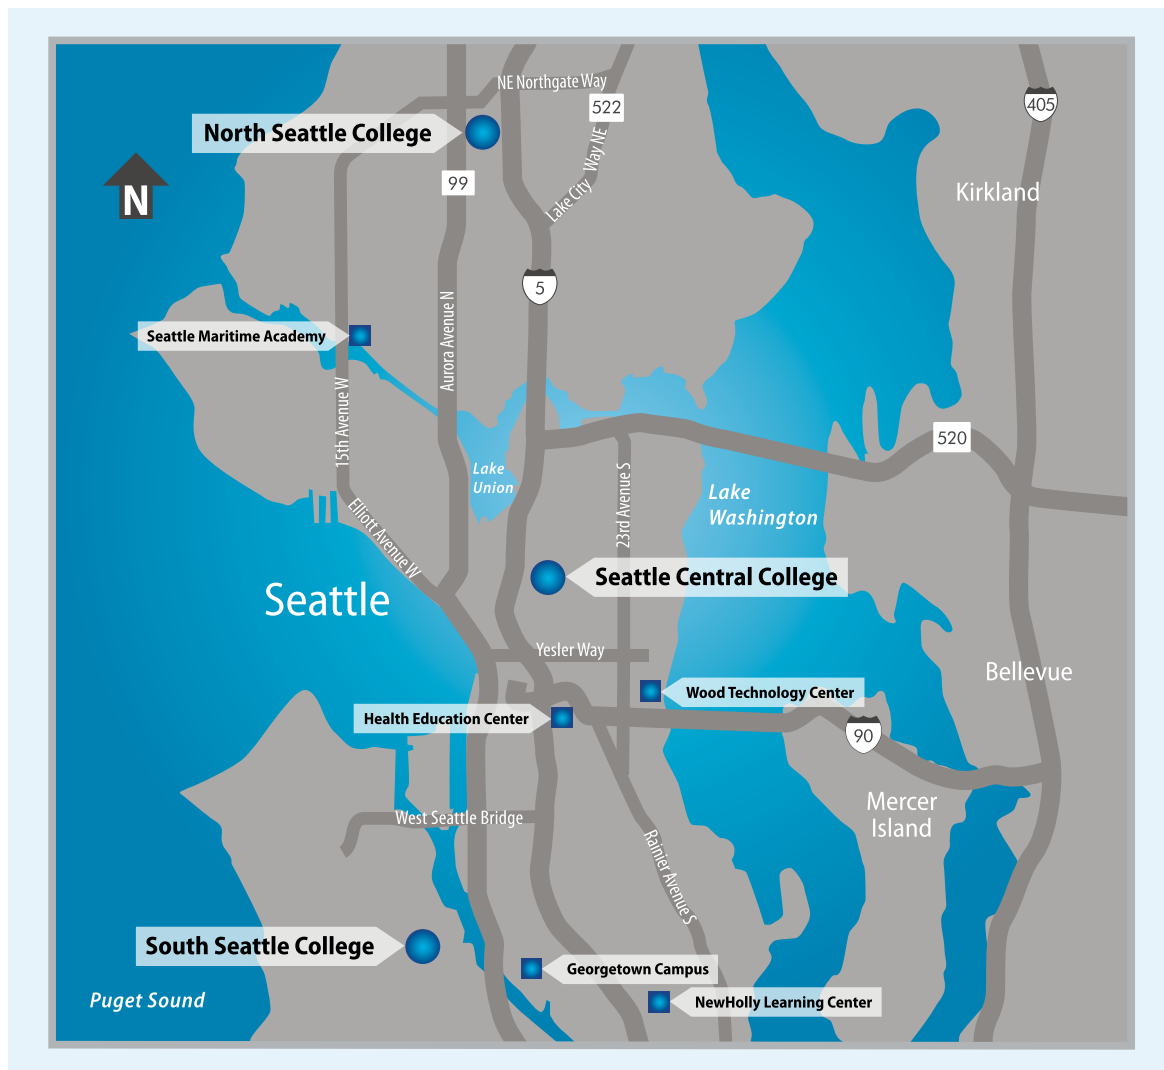 NE Northgate Way
522
405
North Seattle College
Lake City Way NE
99
Kirkland
N
5
Aurora Avenue N
Seattle Maritime Academy
15th Avenue W
520
Lake
Union
23rd Avenue S
Lake
Washington
Elliott Avenue W
Seattle Central College
Seattle
Yesler Way
Bellevue
Wood Technology Center
Health Education Center
90
Mercer
Island
West Seattle Bridge
Rainier Avenue S
South Seattle College
Georgetown Campus
Puget Sound
NewHolly Learning Center